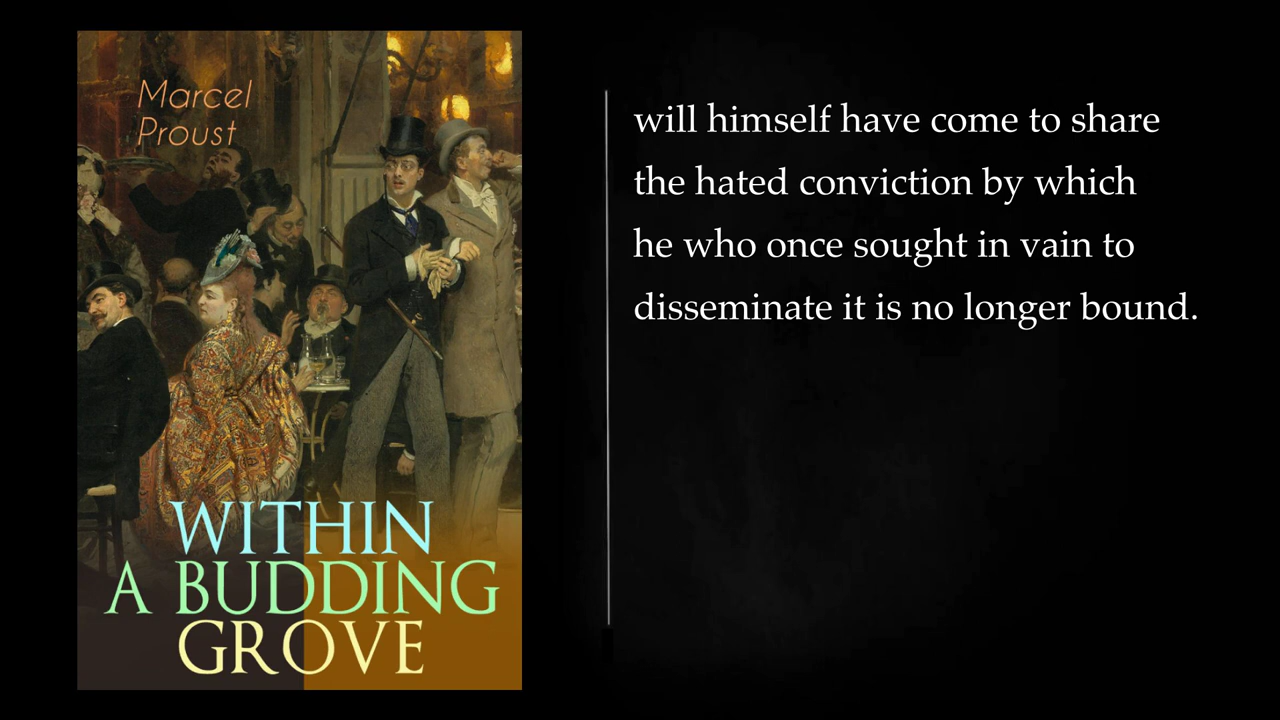 Marcel
Proust
WITHIN
A BUDDING
GROVE
will himself have come to share
the hated conviction by which
he who once sought in vain to
disseminate it is no longer bound.